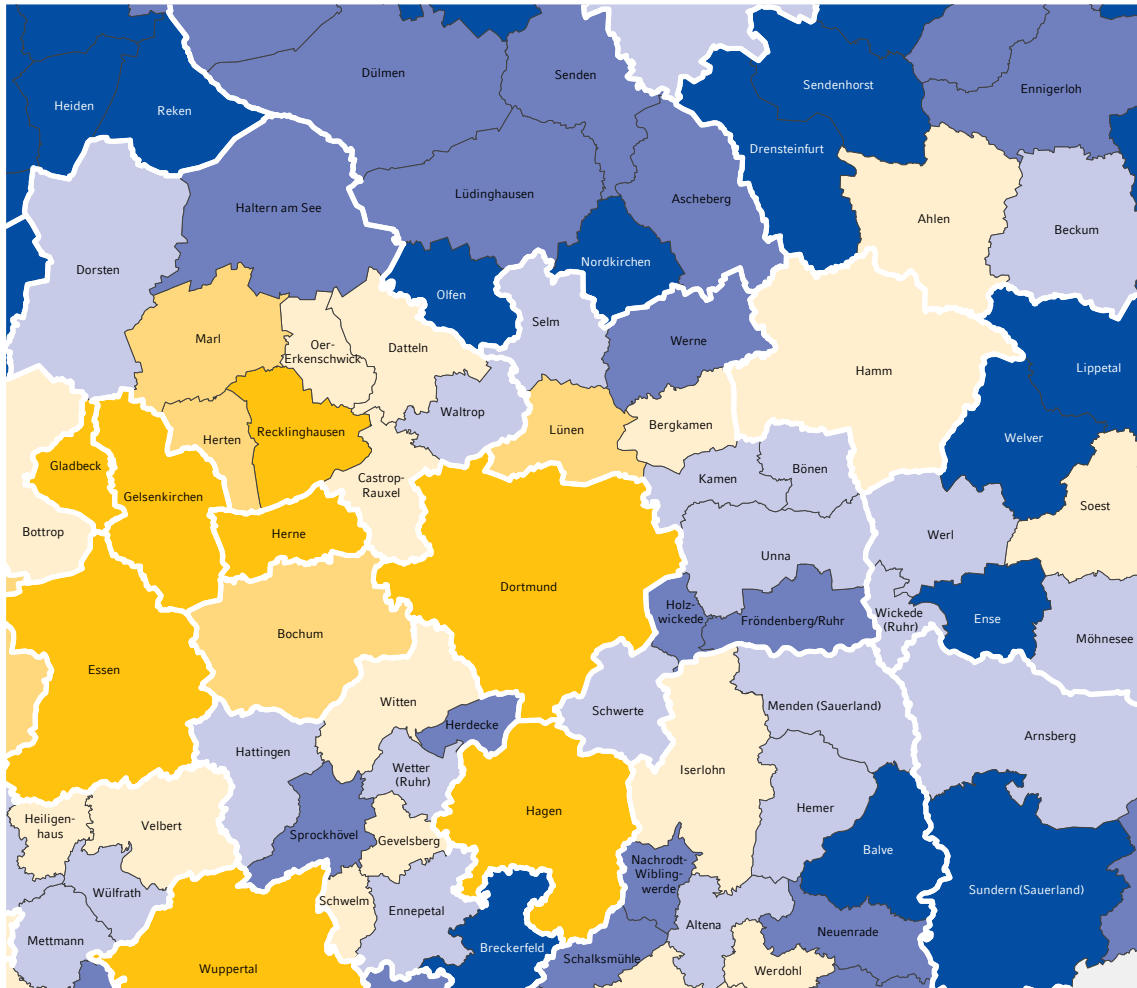 Dülmen
Senden
Sendenhorst
Ennigerloh
Heiden
Reken
Drensteinfurt
Lüdinghausen
Ascheberg
Haltern am See
Ahlen
Beckum
Dorsten
Nordkirchen
Olfen
Selm
Marl
Oer-
Erkenschwick
Datteln
Werne
Hamm
Lippetal
Waltrop
Herten
Recklinghausen
Lünen
Bergkamen
Welver
Gladbeck
Gelsenkirchen
Castrop-
Rauxel
Kamen
Bönen
Soest
Bottrop
Herne
Werl
Unna
Dortmund
Holz-
wickede
Fröndenberg/Ruhr
Wickede
(Ruhr)
Ense
Möhnesee
Bochum
Essen
Witten
Schwerte
Menden (Sauerland)
Herdecke
Arnsberg
Hattingen
Wetter
(Ruhr)
Iserlohn
Hagen
Hemer
Heiligen-
haus
Velbert
Sprockhövel
Gevelsberg
Balve
Nachrodt-
Wibling-
werde
Wülfrath
Sundern (Sauerland)
Schwelm
Ennepetal
Altena
Neuenrade
Mettmann
Breckerfeld
Schalksmühle
Wuppertal
Werdohl